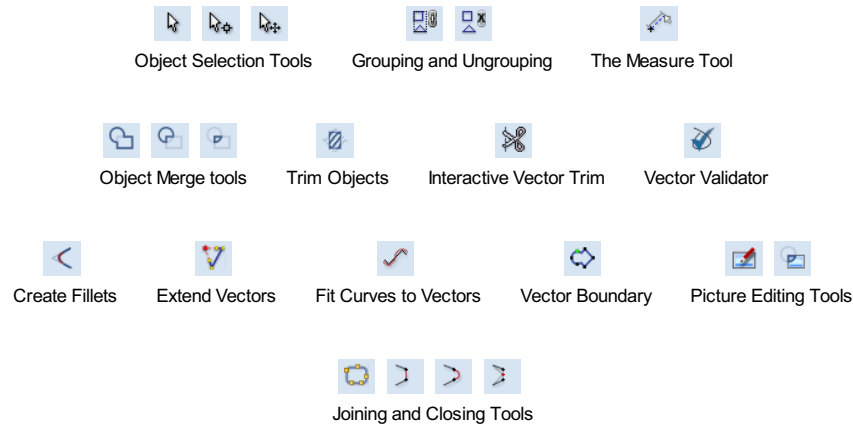 Object Selection Tools Grouping and Ungrouping The Measure Tool
Object Merge tools Trim Objects Interactive Vector Trim Vector Validator
Create Fillets Extend Vectors Fit Curves to Vectors Vector Boundary Picture Editing Tools
Joining and Closing Tools